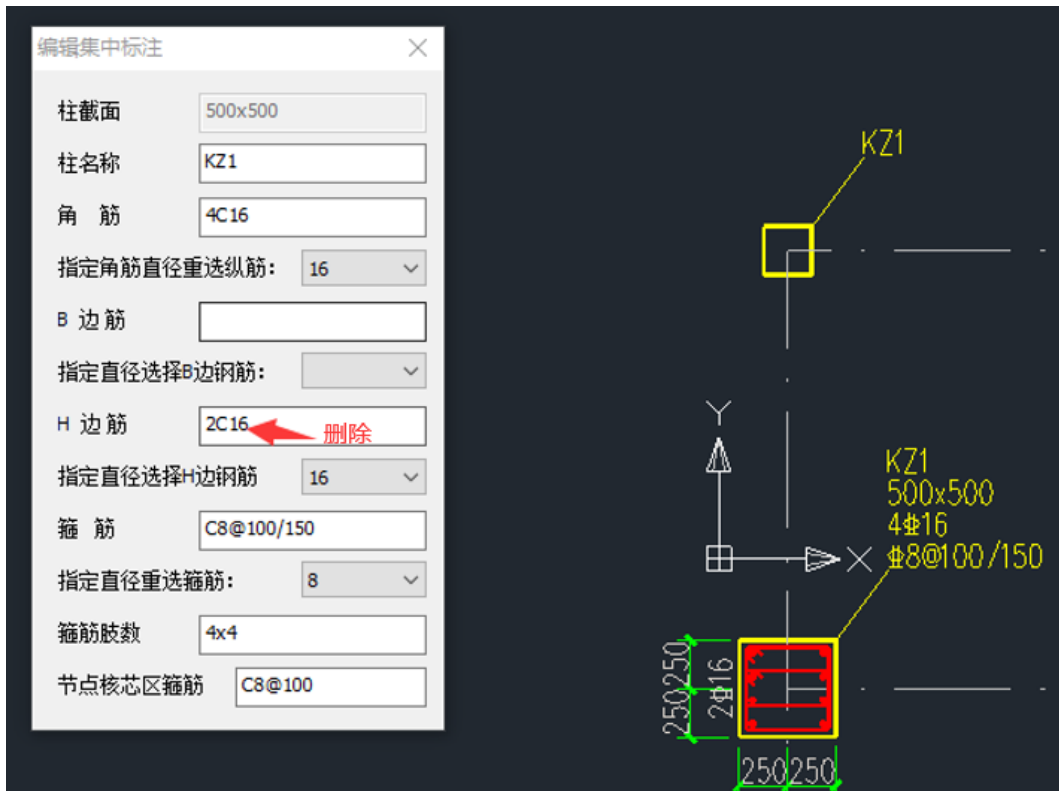 编辑集中标注
柱截面 500x500
柱名称 KZ1
角 筋 4C16
指定角筋直径重选纵筋: 16
B 边筋
指定直径选择B边钢筋:
H 边筋 2C16 删除
指定直径选择H边钢筋 16
箍 筋 C8@100/150
指定直径重选箍筋: 8
箍筋肢数 4x4
节点核芯区箍筋 C8@100
KZ1
Y
X
KZ1
500x500
4⌀16
⌀8@100/150
250 250
2⌀16
250 250